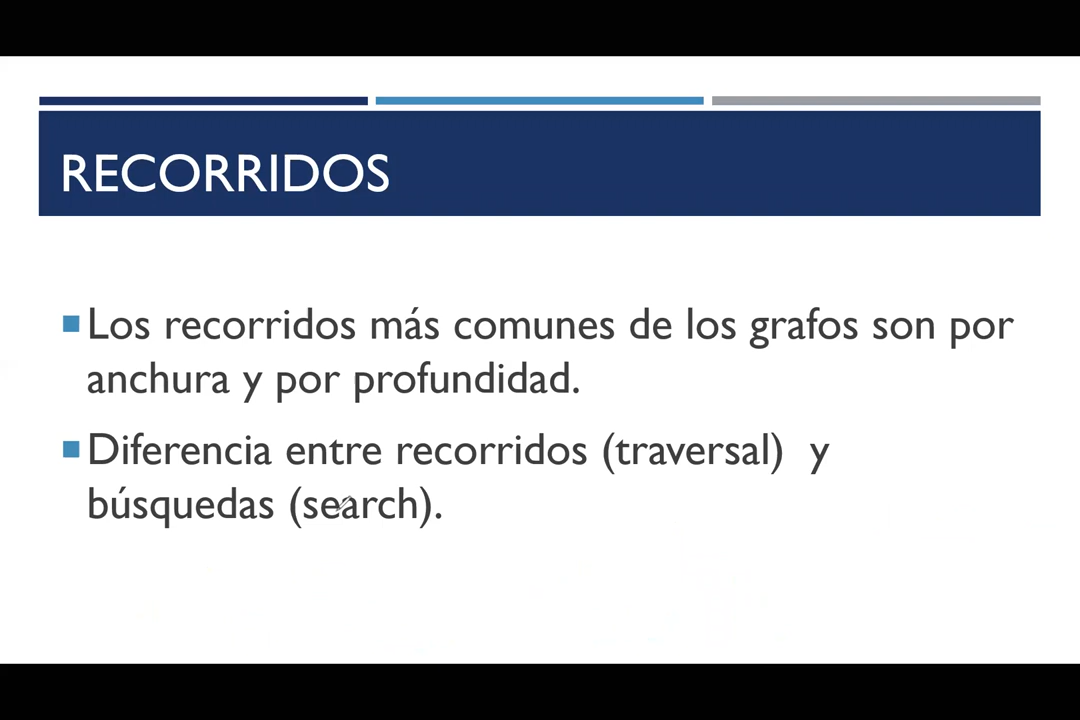 RECORRIDOS
Los recorridos más comunes de los grafos son por
anchura y por profundidad.
Diferencia entre recorridos (traversal) y
búsquedas (search).